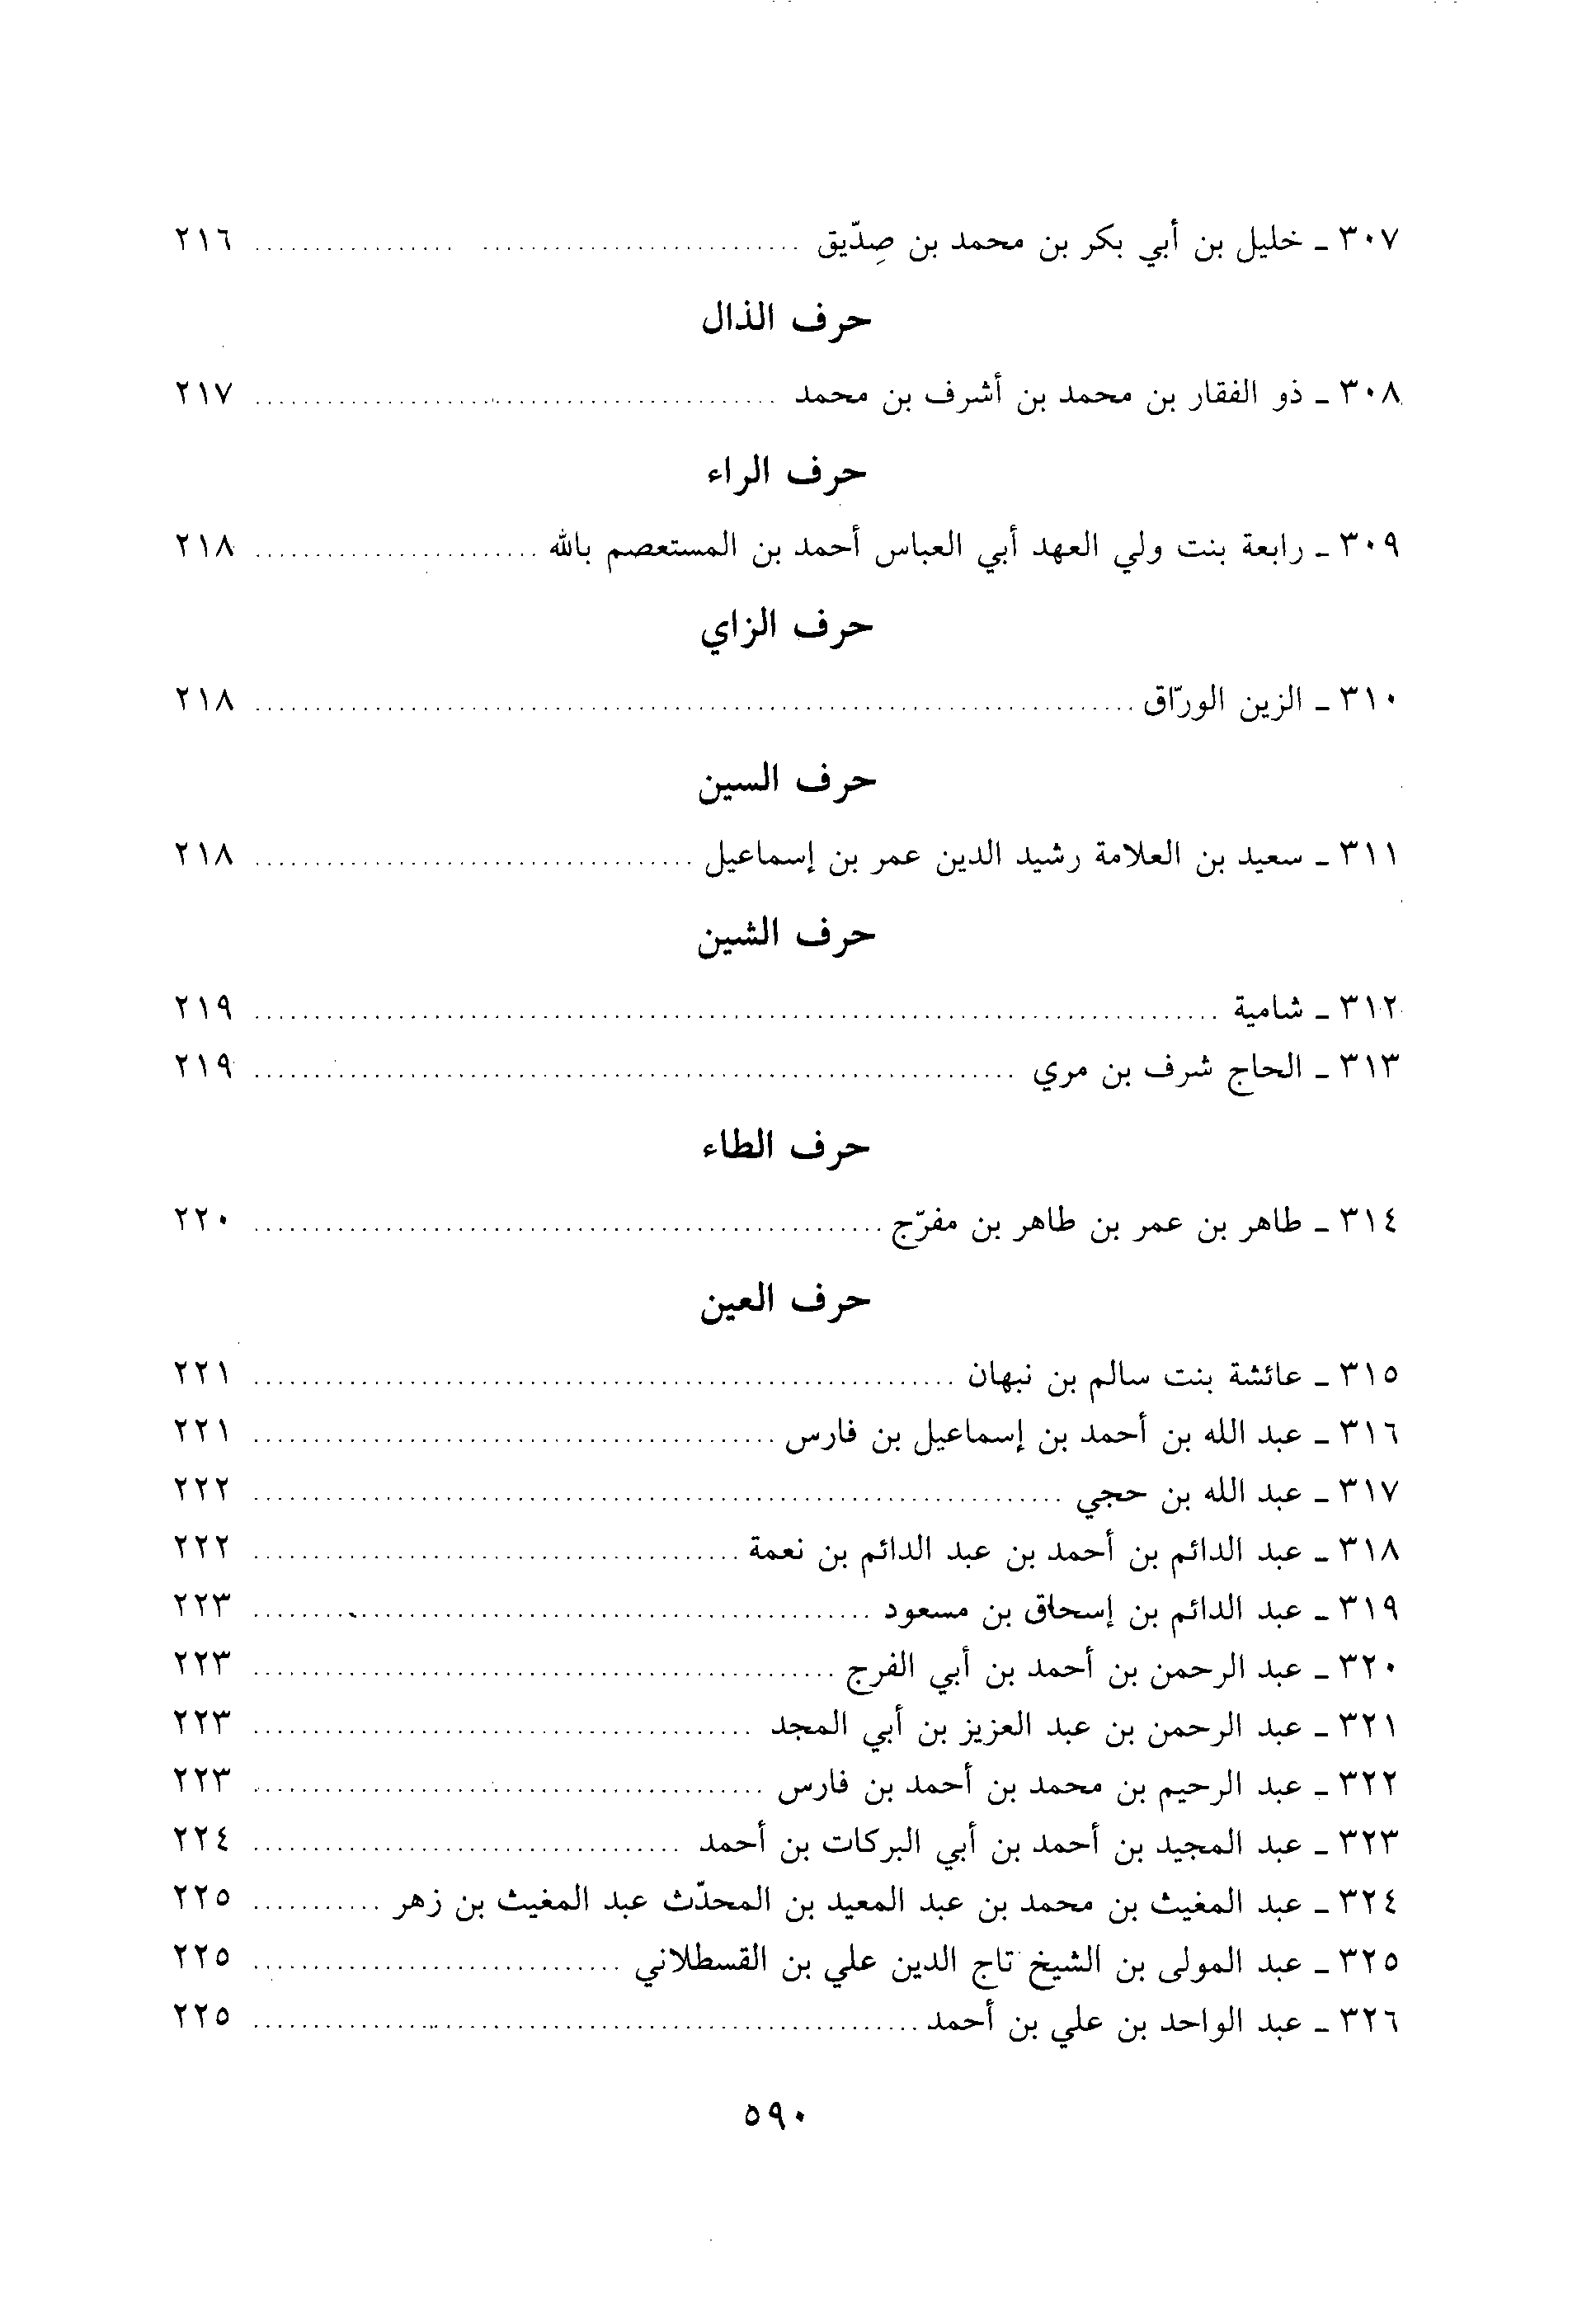 ٣٠٧ ـ خليل بن أبي بكر بن محمد بن صِدّيق ................................ ٢١٦
حرف الذال
٣٠٨ ـ ذو الفقار بن محمد بن أشرف بن محمد ................................ ٢١٧
حرف الراء
٣٠٩ ـ رابعة بنت ولي العهد أبي العباس أحمد بن المستعصم بالله ................................ ٢١٨
حرف الزاي
٣١٠ ـ الزين الورّاق ................................ ٢١٨
حرف السين
٣١١ ـ سعيد بن العلامة رشيد الدين عمر بن إسماعيل ................................ ٢١٨
حرف الشين
٣١٢ ـ شامية ................................ ٢١٩
٣١٣ ـ الحاج شرف بن مري ................................ ٢١٩
حرف الطاء
٣١٤ ـ طاهر بن عمر بن طاهر بن مفرّج ................................ ٢٢٠
حرف العين
٣١٥ ـ عائشة بنت سالم بن نبهان ................................ ٢٢١
٣١٦ ـ عبد الله بن أحمد بن إسماعيل بن فارس ................................ ٢٢١
٣١٧ ـ عبد الله بن حجي ................................ ٢٢٢
٣١٨ ـ عبد الدائم بن أحمد بن عبد الدائم بن نعمة ................................ ٢٢٢
٣١٩ ـ عبد الدائم بن إسحاق بن مسعود ................................ ٢٢٣
٣٢٠ ـ عبد الرحمن بن أحمد بن أبي الفرج ................................ ٢٢٣
٣٢١ ـ عبد الرحمن بن عبد العزيز بن أبي المجد ................................ ٢٢٣
٣٢٢ ـ عبد الرحيم بن محمد بن أحمد بن فارس ................................ ٢٢٣
٣٢٣ ـ عبد المجيد بن أحمد بن أبي البركات بن أحمد ................................ ٢٢٤
٣٢٤ ـ عبد المغيث بن محمد بن عبد المعيد بن المحدّث عبد المغيث بن زهر ........... ٢٢٥
٣٢٥ ـ عبد المولى بن الشيخ تاج الدين علي بن القسطلاني ................................ ٢٢٥
٣٢٦ ـ عبد الواحد بن علي بن أحمد ................................ ٢٢٥
٥٩٠